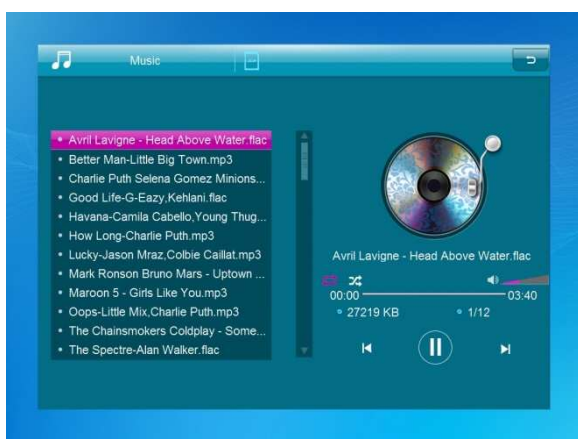 Music
• Avril Lavigne - Head Above Water.flac
• Better Man-Little Big Town.mp3
• Charlie Puth Selena Gomez Minions...
• Good Life-G-Eazy,Kehlani.flac
• Havana-Camila Cabello,Young Thug...
• How Long-Charlie Puth.mp3
• Lucky-Jason Mraz,Colbie Caillat.mp3
• Mark Ronson Bruno Mars - Uptown ...
• Maroon 5 - Girls Like You.mp3
• Oops-Little Mix,Charlie Puth.mp3
• The Chainsmokers Coldplay - Some...
• The Spectre-Alan Walker.flac
Avril Lavigne - Head Above Water.flac
00:00 03:40
27219 KB 1/12